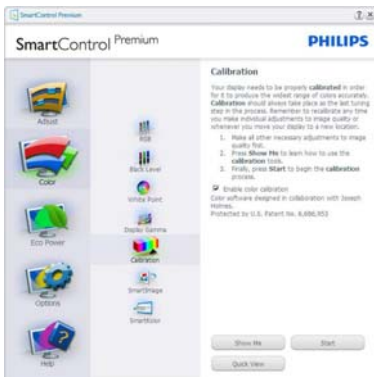 SmartControl Premium
SmartControl Premium
PHILIPS
Adjust
Color
Eco Power
Options
Help
RGB
Black Level
White Point
Display Gamma
Calibration
SmartImage
SmartKolor
Calibration
Your display needs to be properly calibrated in order
for it to produce the widest range of colors accurately.
Calibration should always take place as the last tuning
step in the process. Remember to recalibrate any time
you make individual adjustments to image quality or
whenever you move your display to a new location.
1. Make all other necessary adjustments to image
quality first.
2. Press Show Me to learn how to use the
calibration tools.
3. Finally, press Start to begin the calibration
process.
Enable color calibration
Color software designed in collaboration with Joseph
Holmes.
Protected by U.S. Patent No. 6,686,953
Show Me
Start
Quick View